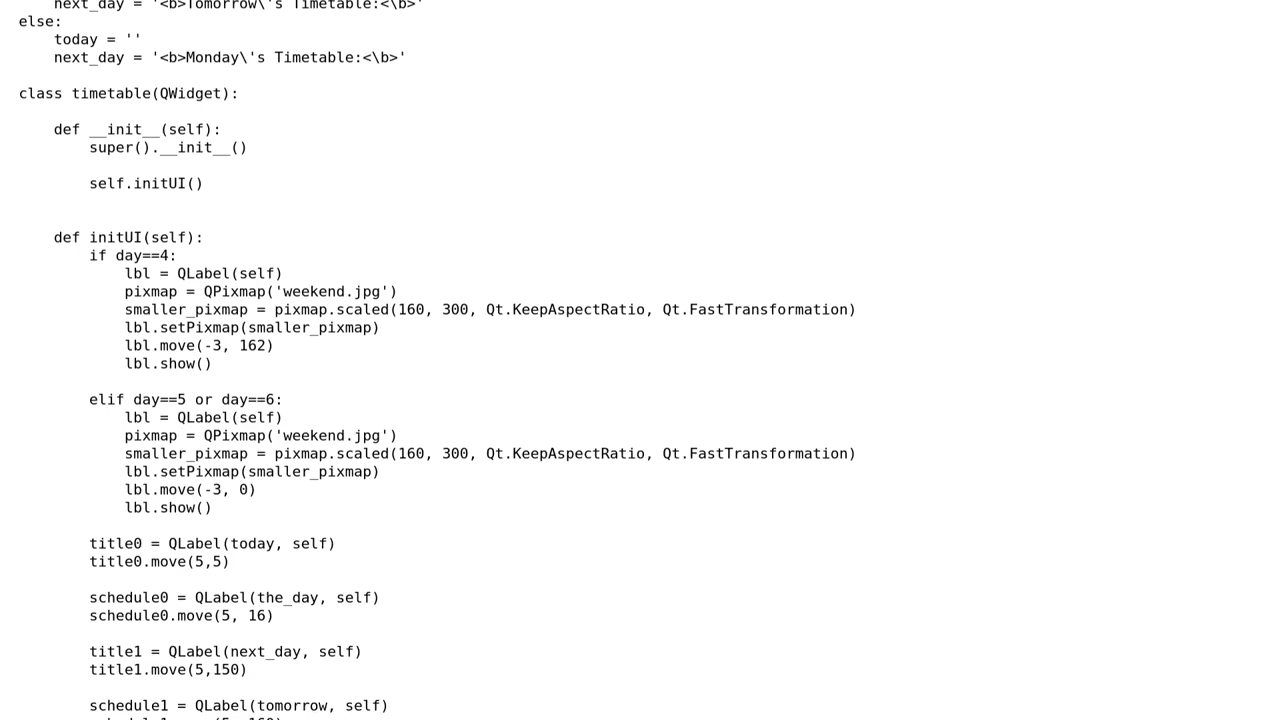 next_day = '<b>Tomorrow\'s Timetable:<\b>'
else:
    today = ''
    next_day = '<b>Monday\'s Timetable:<\b>'

class timetable(QWidget):

    def __init__(self):
        super().__init__()

        self.initUI()


    def initUI(self):
        if day==4:
            lbl = QLabel(self)
            pixmap = QPixmap('weekend.jpg')
            smaller_pixmap = pixmap.scaled(160, 300, Qt.KeepAspectRatio, Qt.FastTransformation)
            lbl.setPixmap(smaller_pixmap)
            lbl.move(-3, 162)
            lbl.show()

        elif day==5 or day==6:
            lbl = QLabel(self)
            pixmap = QPixmap('weekend.jpg')
            smaller_pixmap = pixmap.scaled(160, 300, Qt.KeepAspectRatio, Qt.FastTransformation)
            lbl.setPixmap(smaller_pixmap)
            lbl.move(-3, 0)
            lbl.show()

        title0 = QLabel(today, self)
        title0.move(5,5)

        schedule0 = QLabel(the_day, self)
        schedule0.move(5, 16)

        title1 = QLabel(next_day, self)
        title1.move(5,150)

        schedule1 = QLabel(tomorrow, self)